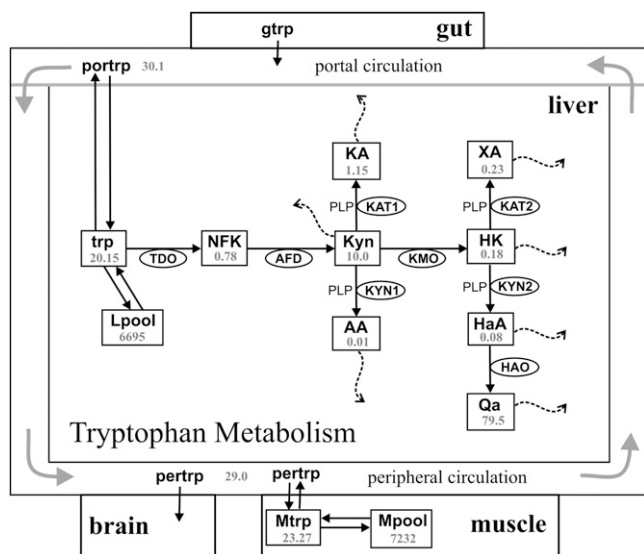 gtrp
gut
portrp 30.1 portal circulation
liver
KA
1.15
XA
0.23
PLP KAT1
PLP KAT2
trp
20.15
TDO
NFK
0.78
AFD
Kyn
10.0
KMO
HK
0.18
PLP KYN1
PLP KYN2
Lpool
6695
AA
0.01
HaA
0.08
HAO
Qa
79.5
Tryptophan Metabolism
pertrp 29.0 pertrp peripheral circulation
brain
Mtrp
23.27
Mpool
7232
muscle